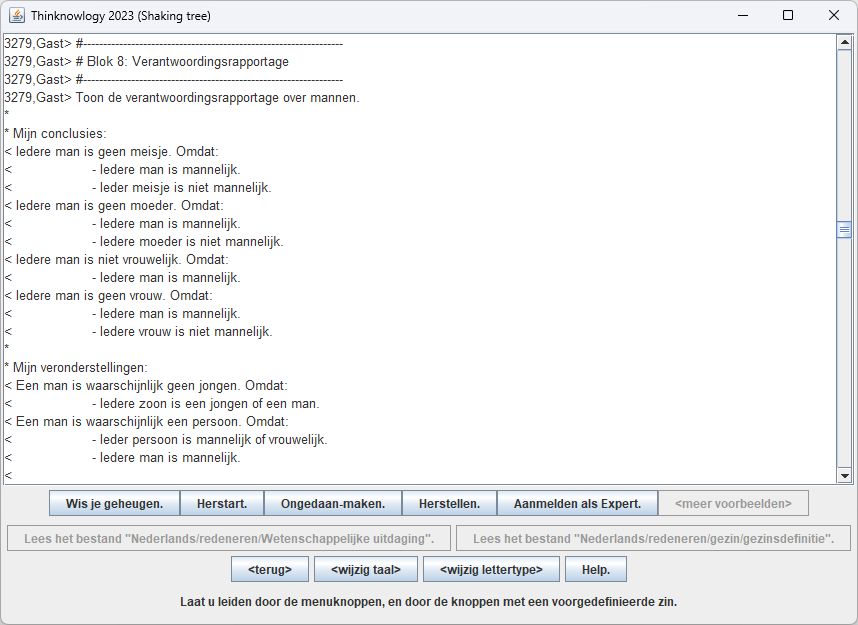 Thinknowlogy 2023 (Shaking tree)
3279,Gast> #-----------------------------------------------------------------
3279,Gast> # Blok 8: Verantwoordingsrapportage
3279,Gast> #-----------------------------------------------------------------
3279,Gast> Toon de verantwoordingsrapportage over mannen.
*
* Mijn conclusies:
< Iedere man is geen meisje. Omdat:
< - Iedere man is mannelijk.
< - Ieder meisje is niet mannelijk.
< Iedere man is geen moeder. Omdat:
< - Iedere man is mannelijk.
< - Iedere moeder is niet mannelijk.
< Iedere man is niet vrouwelijk. Omdat:
< - Iedere man is mannelijk.
< Iedere man is geen vrouw. Omdat:
< - Iedere man is mannelijk.
< - Iedere vrouw is niet mannelijk.
*
* Mijn veronderstellingen:
< Een man is waarschijnlijk geen jongen. Omdat:
< - Iedere zoon is een jongen of een man.
< Een man is waarschijnlijk een persoon. Omdat:
< - Ieder persoon is mannelijk of vrouwelijk.
< - Iedere man is mannelijk.
<
Wis je geheugen. Herstart. Ongedaan-maken. Herstellen. Aanmelden als Expert. <meer voorbeelden>
Lees het bestand "Nederlands/redeneren/Wetenschappelijke uitdaging". Lees het bestand "Nederlands/redeneren/gezin/gezinsdefinitie".
<terug> <wijzig taal> <wijzig lettertype> Help.
Laat u leiden door de menuknoppen, en door de knoppen met een voorgedefinieerde zin.